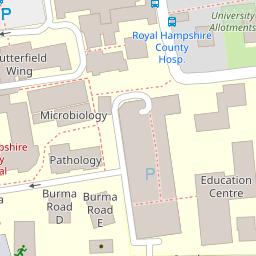 P
University
Allotments
Royal Hampshire
County
Hosp.
utterfield
Wing
Microbiology
pshire
y
al
Pathology
P
Education
Centre
Burma
Road
D
Burma
Road
E